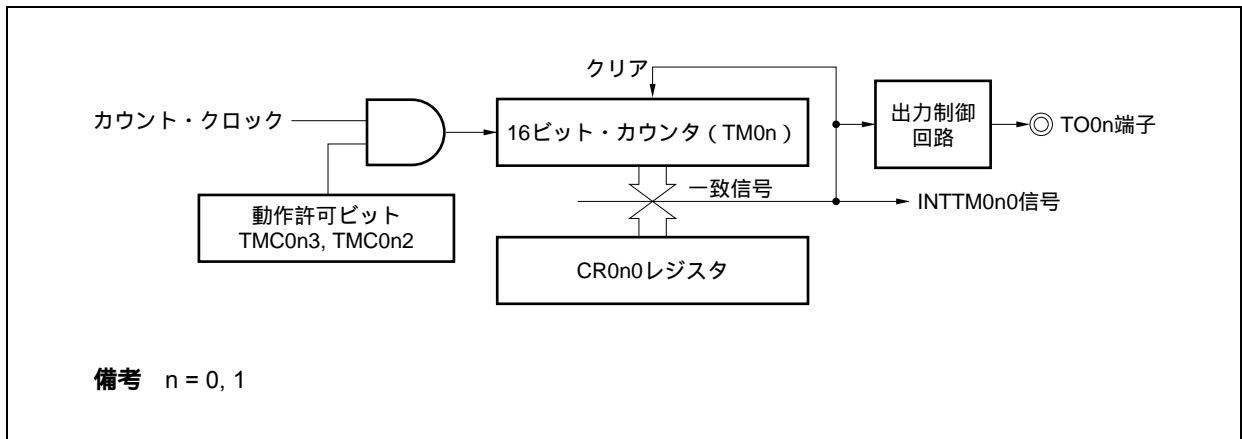 クリア
カウント・クロック
16ビット・カウンタ（TM0n）
出力制御
回路
TO0n端子
一致信号
INTTM0n0信号
動作許可ビット
TMC0n3, TMC0n2
CR0n0レジスタ
備考 n = 0, 1